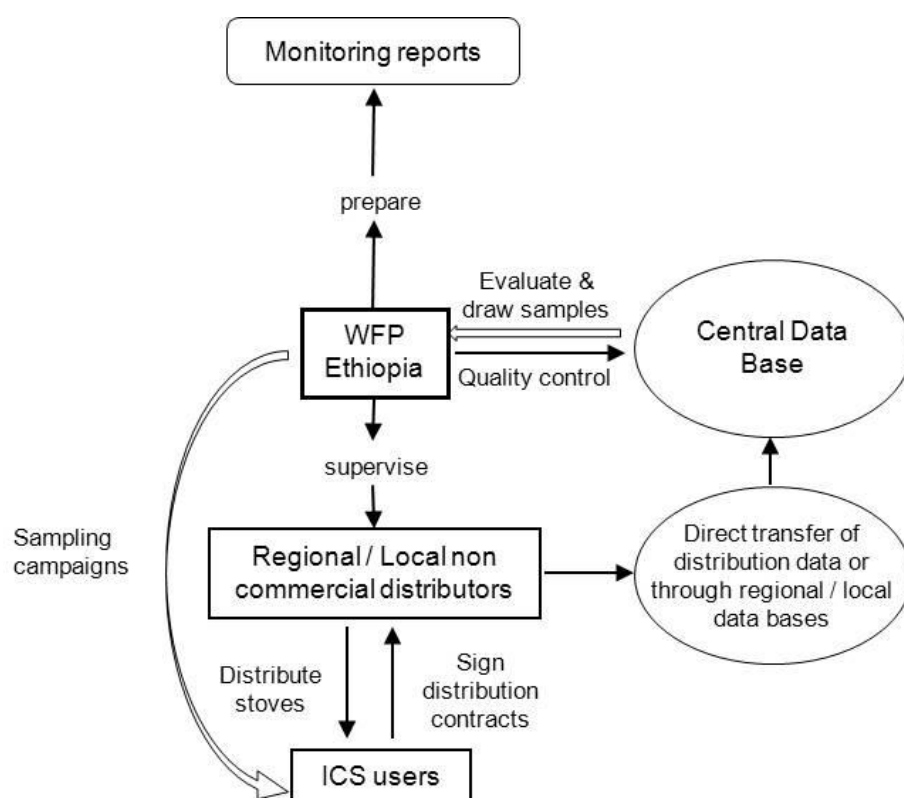 Monitoring reports
prepare
Evaluate &
draw samples
WFP
Ethiopia
Central Data
Base
Quality control
supervise
Sampling
campaigns
Regional / Local non
commercial distributors
Direct transfer of
distribution data or
through regional / local
data bases
Distribute
stoves
Sign
distribution
contracts
ICS users